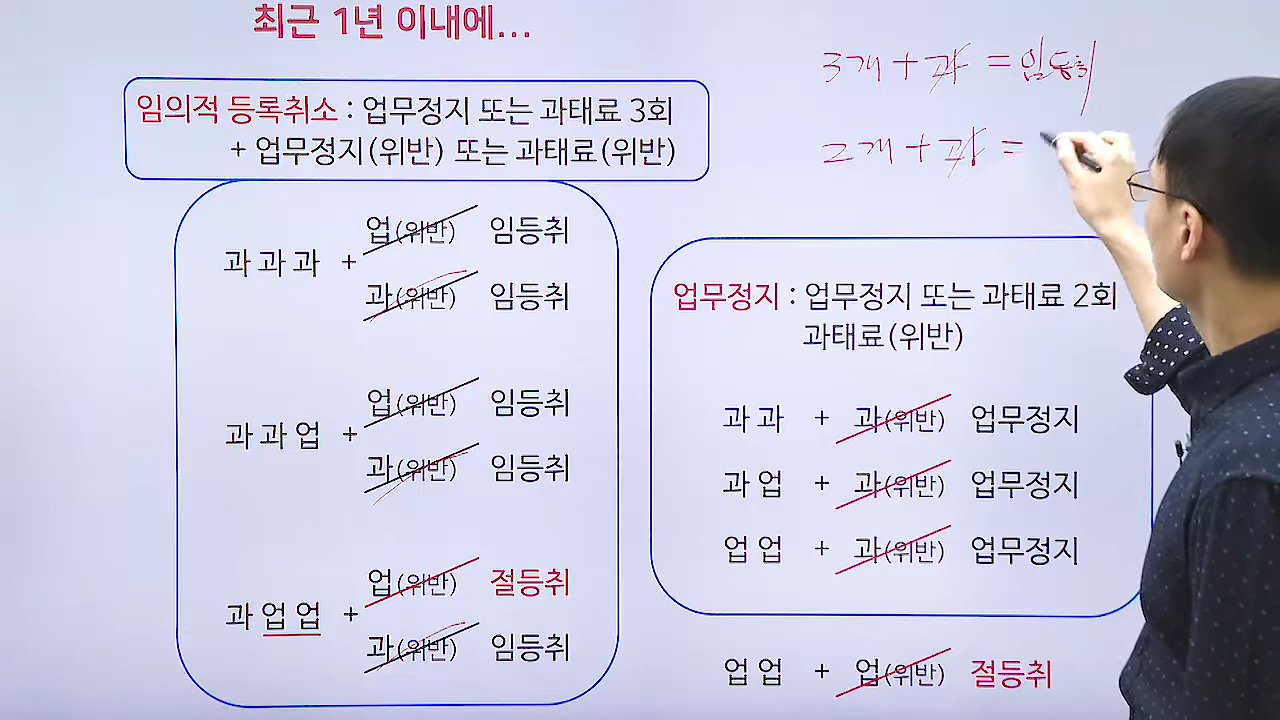 최근 1년 이내에...
임의적 등록취소 : 업무정지 또는 과태료 3회
+ 업무정지(위반) 또는 과태료(위반)
과 과 과 +
업(위반) 임등취
과(위반) 임등취
과 과 업 +
업(위반) 임등취
과(위반) 임등취
과 업 업 +
업(위반) 절등취
과(위반) 임등취
3개 + 과 = 임등취
2개 + 과 =
업무정지 : 업무정지 또는 과태료 2회
과태료(위반)
과 과 + 과(위반) 업무정지
과 업 + 과(위반) 업무정지
업 업 + 과(위반) 업무정지
업 업 + 업(위반) 절등취